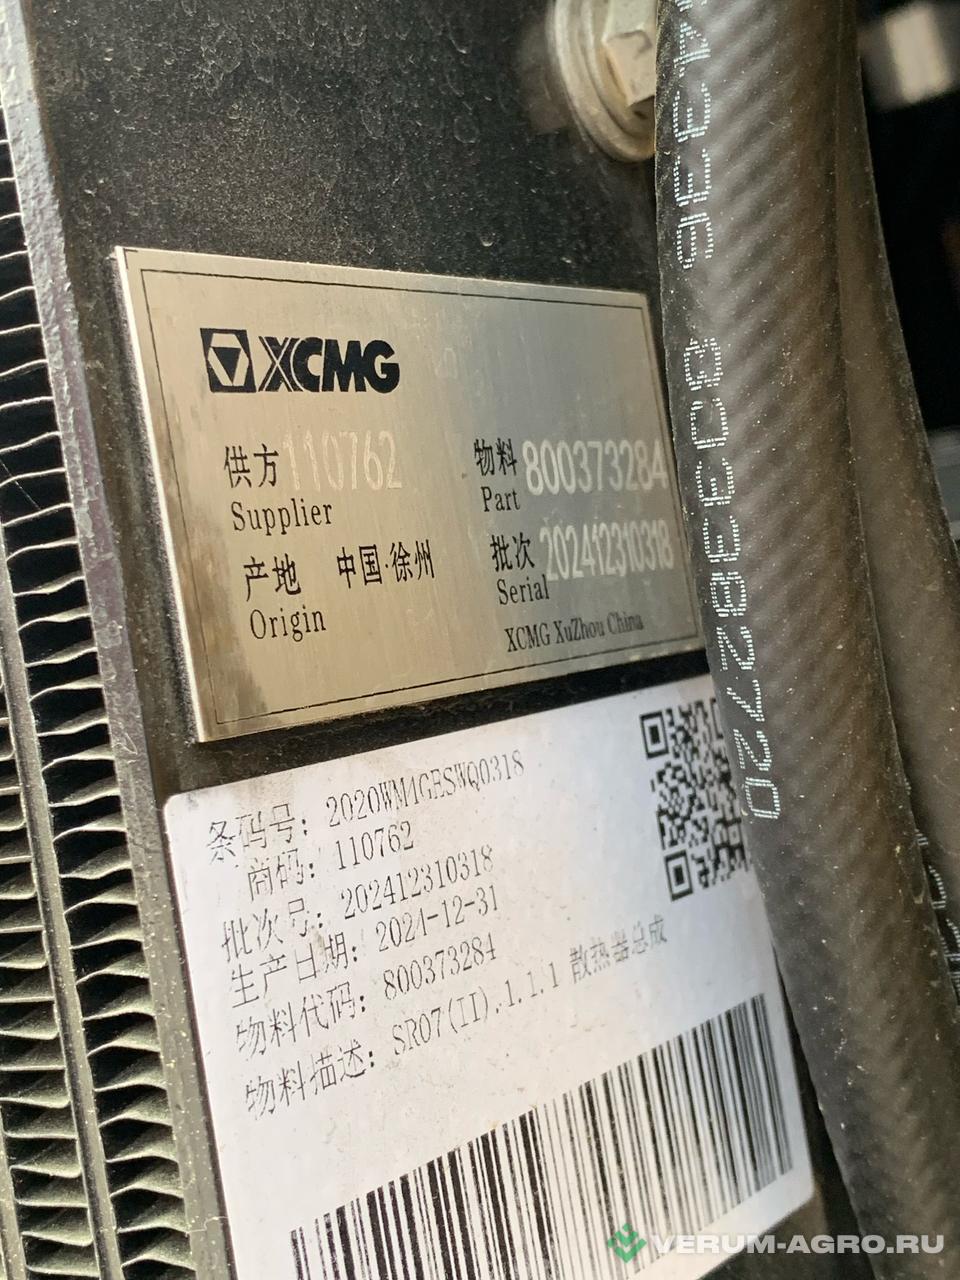 XCMG
供方 110762
Supplier
物料 800373284
Part
产地 中国·徐州
Origin
批次 202412310318
Serial
XCMG XuZhou China
条码号: 2020WM4GESWQ0318
商码: 110762
批次号: 202412310318
生产日期: 2024-12-31
物料代码: 800373284
物料描述: SR07(II).1.1.1 散热器总成
VERUM-AGRO.RU